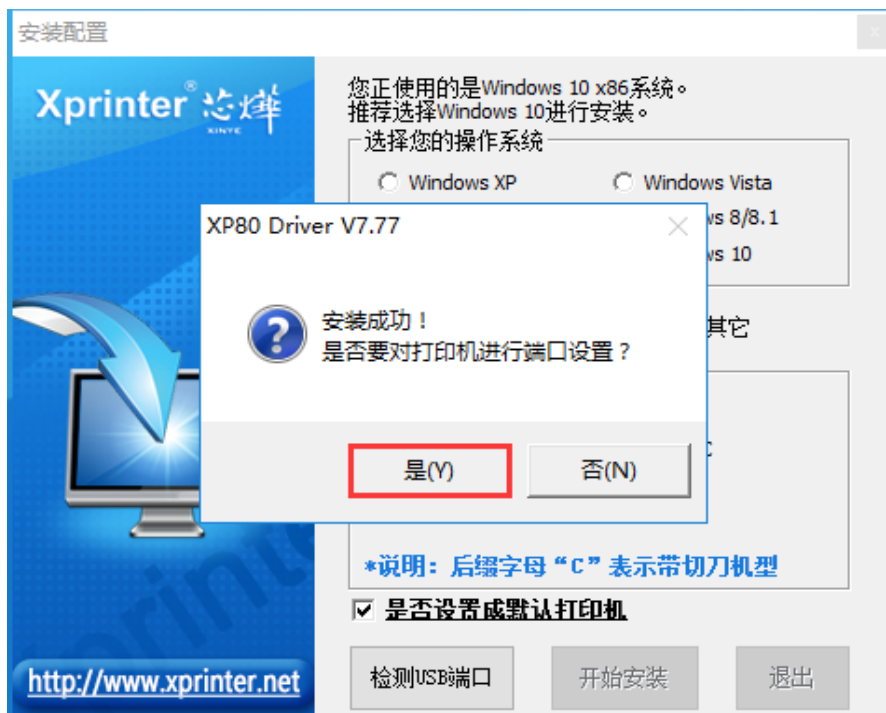 安装配置
x
Xprinter® 芯烨
XINYE
您正使用的是Windows 10 x86系统。
推荐选择Windows 10进行安装。
选择您的操作系统
Windows XP
Windows Vista
XP80 Driver V7.77
ws 8/8.1
ws 10
安装成功！
是否要对打印机进行端口设置？
其它
是(Y)
否(N)
*说明：后缀字母“C”表示带切刀机型
是否设置成默认打印机
http://www.xprinter.net
检测USB端口
开始安装
退出